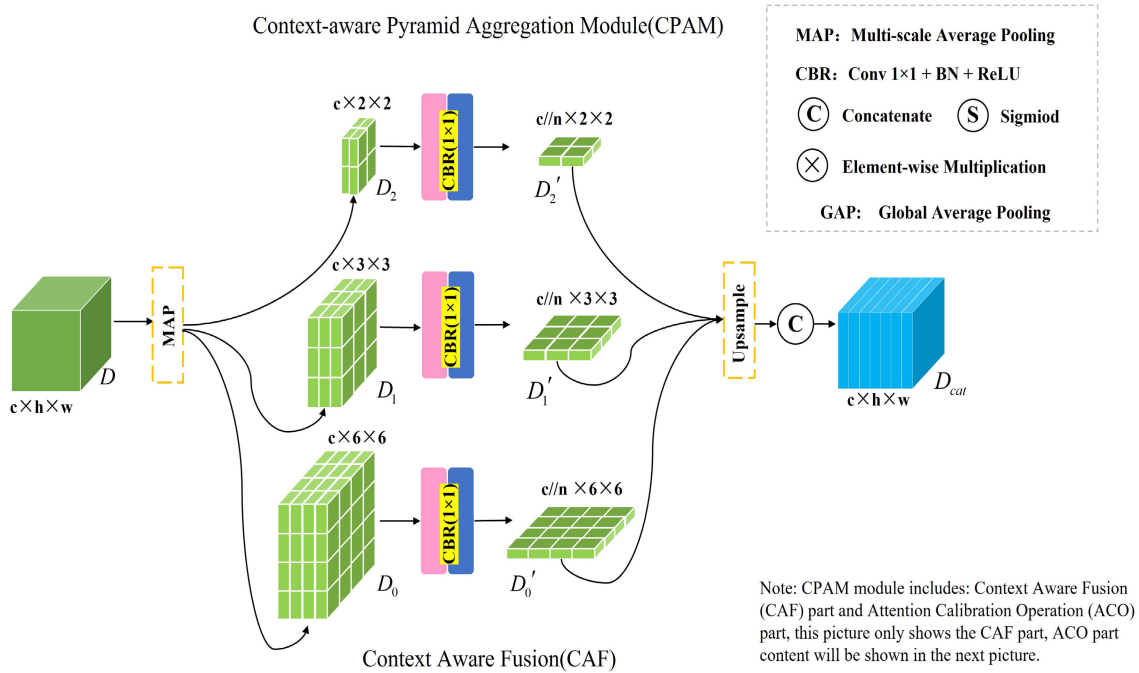 Context-aware Pyramid Aggregation Module(CPAM)
MAP: Multi-scale Average Pooling
CBR: Conv 1×1 + BN + ReLU
C Concatenate S Sigmiod
× Element-wise Multiplication
GAP: Global Average Pooling
c×2×2
D2
CBR(1×1)
c//n×2×2
D2′
c×h×w
D
MAP
c×3×3
D1
CBR(1×1)
c//n ×3×3
D1′
Upsample
C
c×h×w
Dcat
c×6×6
D0
CBR(1×1)
c//n ×6×6
D0′
Context Aware Fusion(CAF)
Note: CPAM module includes: Context Aware Fusion
(CAF) part and Attention Calibration Operation (ACO)
part, this picture only shows the CAF part, ACO part
content will be shown in the next picture.